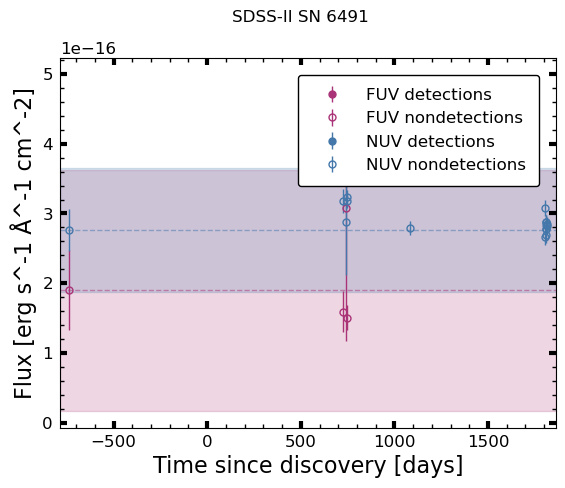 SDSS-II SN 6491
1e−16
FUV detections
FUV nondetections
NUV detections
NUV nondetections
5
4
3
2
1
0
Flux [erg s^-1 Å^-1 cm^-2]
−500
0
500
1000
1500
Time since discovery [days]